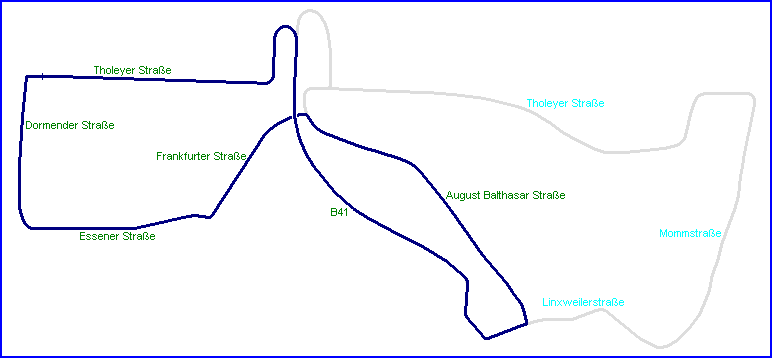 Tholeyer Straße
Tholeyer Straße
Dormender Straße
Frankfurter Straße
August Balthasar Straße
B41
Essener Straße
Mommstraße
Linxweilerstraße